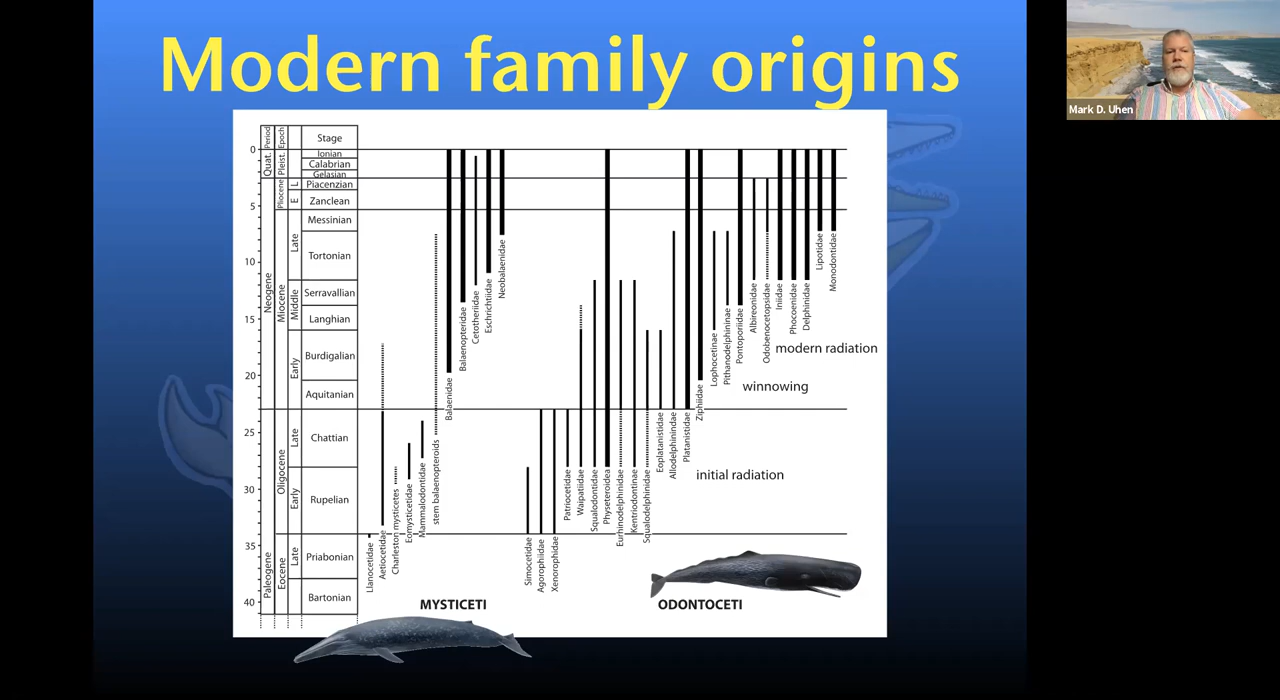 Modern family origins
Mark D. Uhen
Period
Epoch
Stage
0
5
10
15
20
25
30
35
40
Quat.
Neogene
Paleogene
Pleist.
Pliocene
Miocene
Oligocene
Eocene
L
E
Late
Middle
Early
Late
Early
Late
Ionian
Calabrian
Gelasian
Piacenzian
Zanclean
Messinian
Tortonian
Serravallian
Langhian
Burdigalian
Aquitanian
Chattian
Rupelian
Priabonian
Bartonian
Llanocetidae
Aetiocetidae
Charleston mysticetes
Eomysticetidae
Mammalodontidae
stem balaenopteroids
Balaenidae
Balaenopteridae
Cetotheriidae
Eschrichtiidae
Neobalaenidae
Simocetidae
Agorophiidae
Xenorophidae
Patriocetidae
Waipatiidae
Squalodontidae
Physeteroidea
Eurhinodelphinidae
Kentriodontinae
Squalodelphinidae
Eoplatanistidae
Allodelphinindae
Platanistidae
Ziphiidae
Lophocetinae
Pithanodelphininae
Pontoporiidae
Albireonidae
Odobenocetopsidae
Iniidae
Phocoenidae
Delphinidae
Lipotidae
Monodontidae
modern radiation
winnowing
initial radiation
MYSTICETI
ODONTOCETI